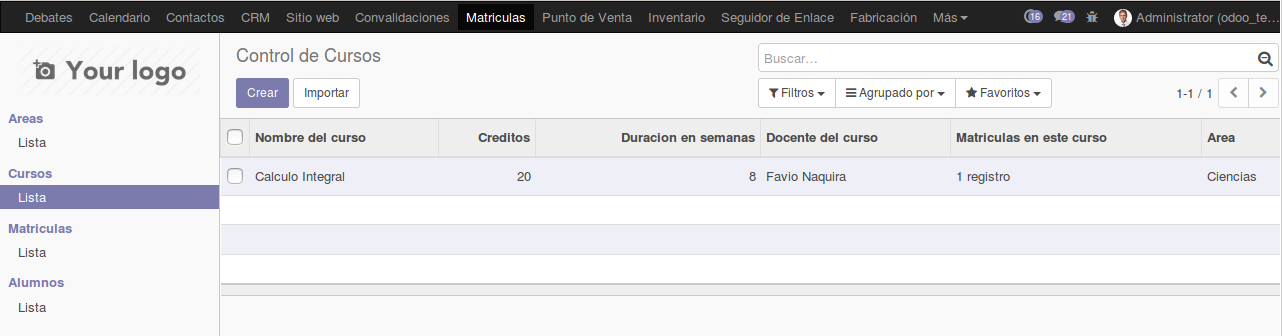 Debates Calendario Contactos CRM Sitio web Convalidaciones Matriculas Punto de Venta Inventario Seguidor de Enlace Fabricación Más 16 21 Administrator (odoo_te...
Your logo
Control de Cursos
Buscar...
Crear Importar
Filtros Agrupado por Favoritos 1-1 / 1
Areas
Lista
Cursos
Lista
Matriculas
Lista
Alumnos
Lista
Nombre del curso Creditos Duracion en semanas Docente del curso Matriculas en este curso Area
Calculo Integral 20 8 Favio Naquira 1 registro Ciencias